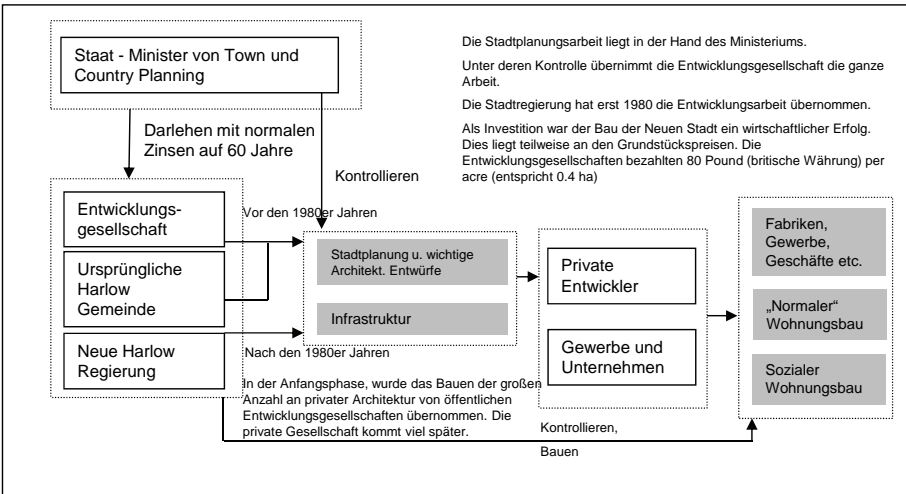 Staat - Minister von Town und
Country Planning
Die Stadtplanungsarbeit liegt in der Hand des Ministeriums.
Unter deren Kontrolle übernimmt die Entwicklungsgesellschaft die ganze
Arbeit.
Die Stadtregierung hat erst 1980 die Entwicklungsarbeit übernommen.
Als Investition war der Bau der Neuen Stadt ein wirtschaftlicher Erfolg.
Dies liegt teilweise an den Grundstückspreisen. Die
Entwicklungsgesellschaften bezahlten 80 Pound (britische Währung) per
acre (entspricht 0.4 ha)
Darlehen mit normalen
Zinsen auf 60 Jahre
Kontrollieren
Entwicklungs-
gesellschaft
Ursprüngliche
Harlow
Gemeinde
Neue Harlow
Regierung
Vor den 1980er Jahren
Stadtplanung u. wichtige
Architekt. Entwürfe
Infrastruktur
Nach den 1980er Jahren
Private
Entwickler
Gewerbe und
Unternehmen
Fabriken,
Gewerbe,
Geschäfte etc.
„Normaler“
Wohnungsbau
Sozialer
Wohnungsbau
In der Anfangsphase, wurde das Bauen der großen
Anzahl an privater Architektur von öffentlichen
Entwicklungsgesellschaften übernommen. Die
private Gesellschaft kommt viel später.
Kontrollieren,
Bauen